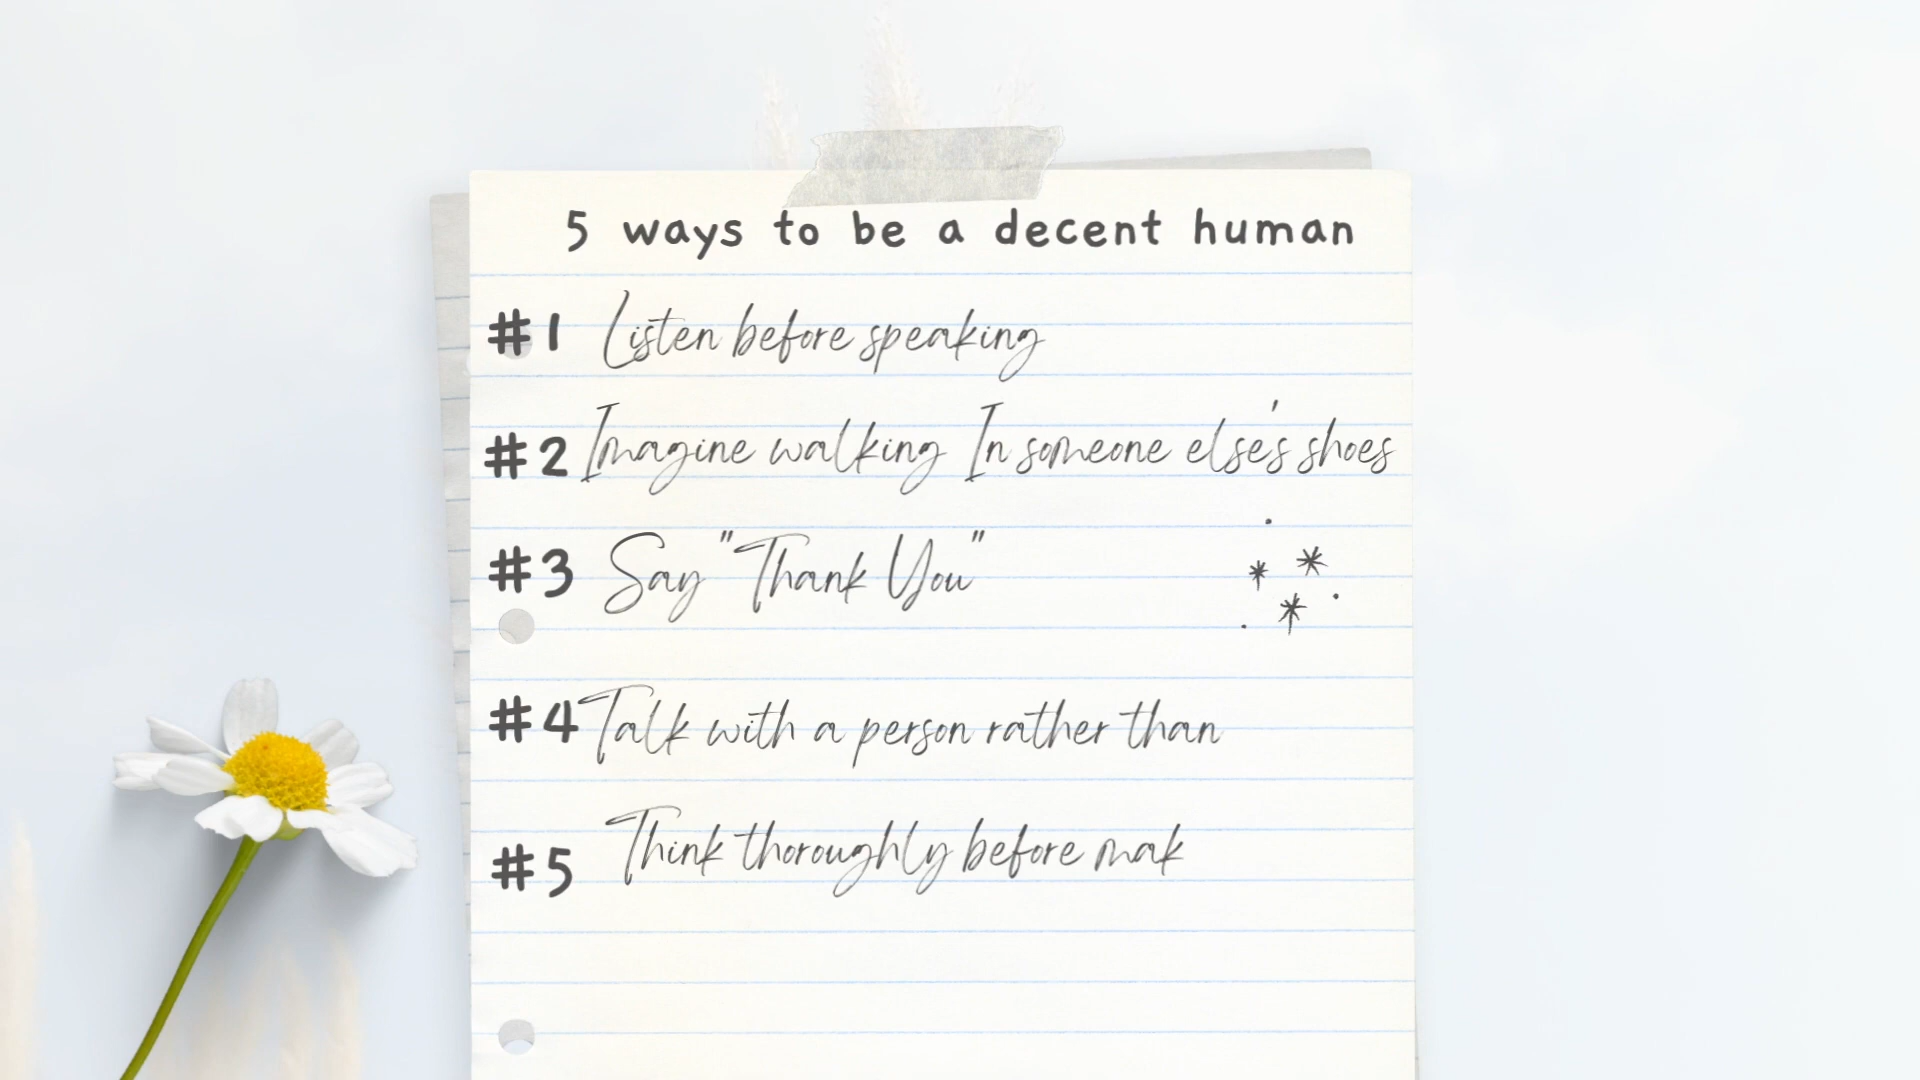 5 ways to be a decent human
#1 Listen before speaking
#2 Imagine walking In someone else's shoes
#3 Say "Thank You"
#4 Talk with a person rather than
#5 Think thoroughly before mak